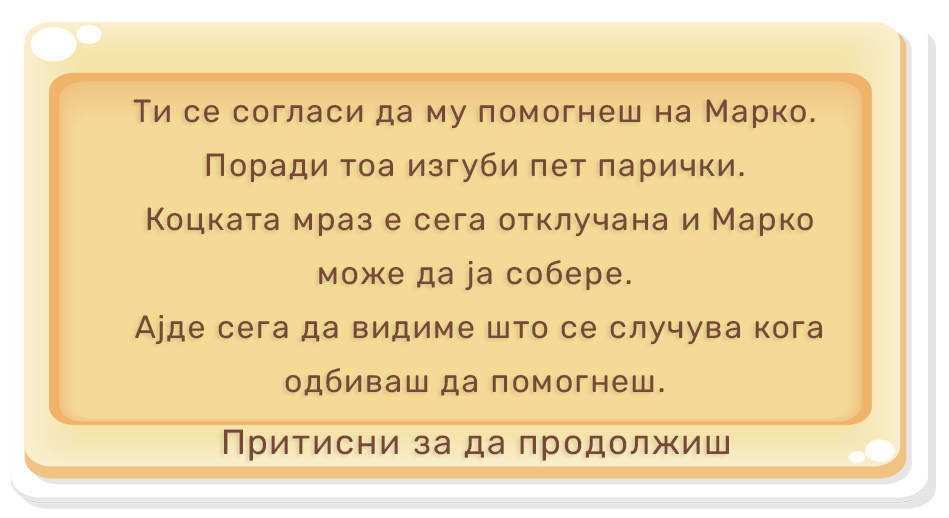 Ти се согласи да му помогнеш на Марко.
Поради тоа изгуби пет парички.
Коцката мраз е сега отклучана и Марко
може да ја собере.
Ајде сега да видиме што се случува кога
одбиваш да помогнеш.
Притисни за да продолжиш